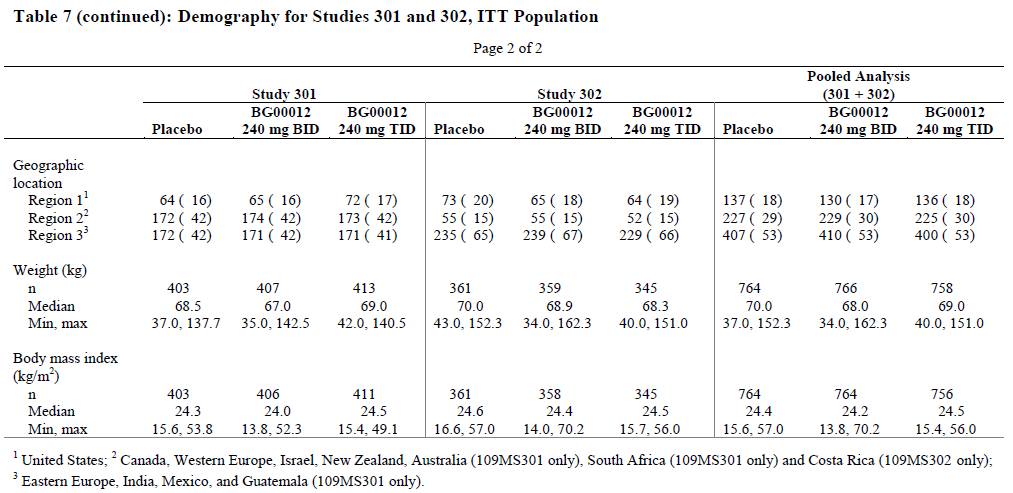 Table 7 (continued): Demography for Studies 301 and 302, ITT Population
Page 2 of 2
Pooled Analysis
Study 301 Study 302 (301 + 302)
BG00012 BG00012 BG00012 BG00012 BG00012 BG00012
Placebo 240 mg BID 240 mg TID Placebo 240 mg BID 240 mg TID Placebo 240 mg BID 240 mg TID
Geographic
location
Region 1¹ 64 ( 16) 65 ( 16) 72 ( 17) 73 ( 20) 65 ( 18) 64 ( 19) 137 ( 18) 130 ( 17) 136 ( 18)
Region 2² 172 ( 42) 174 ( 42) 173 ( 42) 55 ( 15) 55 ( 15) 52 ( 15) 227 ( 29) 229 ( 30) 225 ( 30)
Region 3³ 172 ( 42) 171 ( 42) 171 ( 41) 235 ( 65) 239 ( 67) 229 ( 66) 407 ( 53) 410 ( 53) 400 ( 53)
Weight (kg)
n 403 407 413 361 359 345 764 766 758
Median 68.5 67.0 69.0 70.0 68.9 68.3 70.0 68.0 69.0
Min, max 37.0, 137.7 35.0, 142.5 42.0, 140.5 43.0, 152.3 34.0, 162.3 40.0, 151.0 37.0, 152.3 34.0, 162.3 40.0, 151.0
Body mass index
(kg/m²)
n 403 406 411 361 358 345 764 764 756
Median 24.3 24.0 24.5 24.6 24.4 24.5 24.4 24.2 24.5
Min, max 15.6, 53.8 13.8, 52.3 15.4, 49.1 16.6, 57.0 14.0, 70.2 15.7, 56.0 15.6, 57.0 13.8, 70.2 15.4, 56.0
¹ United States; ² Canada, Western Europe, Israel, New Zealand, Australia (109MS301 only), South Africa (109MS301 only) and Costa Rica (109MS302 only);
³ Eastern Europe, India, Mexico, and Guatemala (109MS301 only).